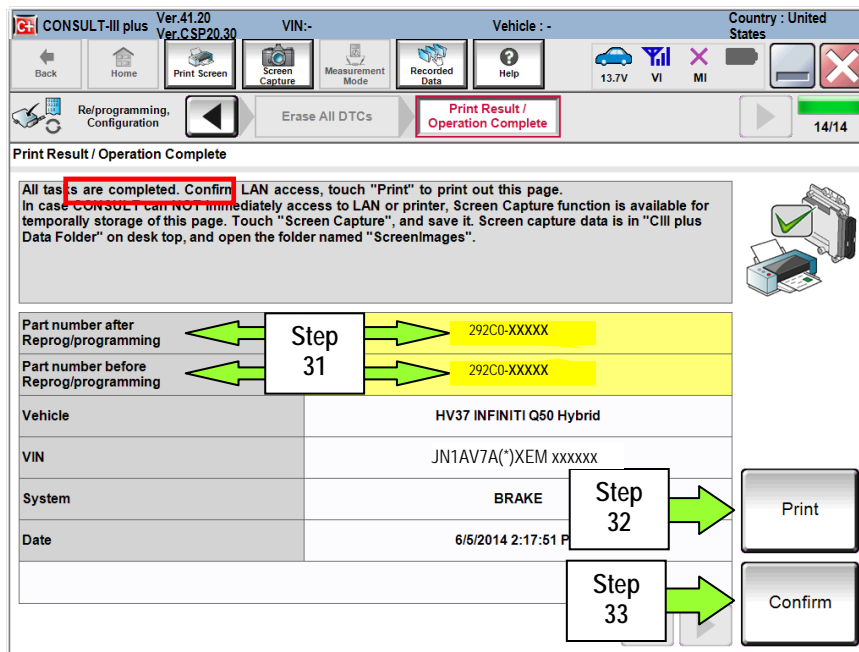 CONSULT-III plus Ver.41.20 VIN:- Vehicle : - Country : United
Ver.CSP20.30 States
Back Home Print Screen Screen Capture Measurement Mode Recorded Data Help 13.7V VI MI
Re/programming, Configuration Erase All DTCs Print Result / Operation Complete 14/14
Print Result / Operation Complete
All tasks are completed. Confirm LAN access, touch "Print" to print out this page.
In case CONSULT can NOT immediately access to LAN or printer, Screen Capture function is available for
temporally storage of this page. Touch "Screen Capture", and save it. Screen capture data is in "CIII plus
Data Folder" on desk top, and open the folder named "ScreenImages".
Part number after
Reprog/programming
292C0-XXXXX
Step
31
Part number before
Reprog/programming
292C0-XXXXX
Vehicle HV37 INFINITI Q50 Hybrid
VIN JN1AV7A(*)XEM xxxxxx
System BRAKE
Step
32
Print
Date 6/5/2014 2:17:51 P
Step
33
Confirm